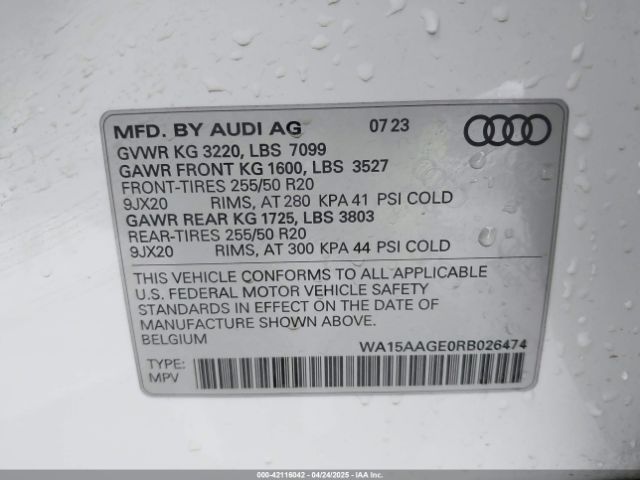 MFD. BY AUDI AG 07 23
GVWR KG 3220, LBS 7099
GAWR FRONT KG 1600, LBS 3527
FRONT-TIRES 255/50 R20
9JX20 RIMS, AT 280 KPA 41 PSI COLD
GAWR REAR KG 1725, LBS 3803
REAR-TIRES 255/50 R20
9JX20 RIMS, AT 300 KPA 44 PSI COLD
THIS VEHICLE CONFORMS TO ALL APPLICABLE
U.S. FEDERAL MOTOR VEHICLE SAFETY
STANDARDS IN EFFECT ON THE DATE OF
MANUFACTURE SHOWN ABOVE.
BELGIUM WA15AAGE0RB026474
TYPE:
MPV
000-42116042 - 04/24/2025 - IAA Inc.